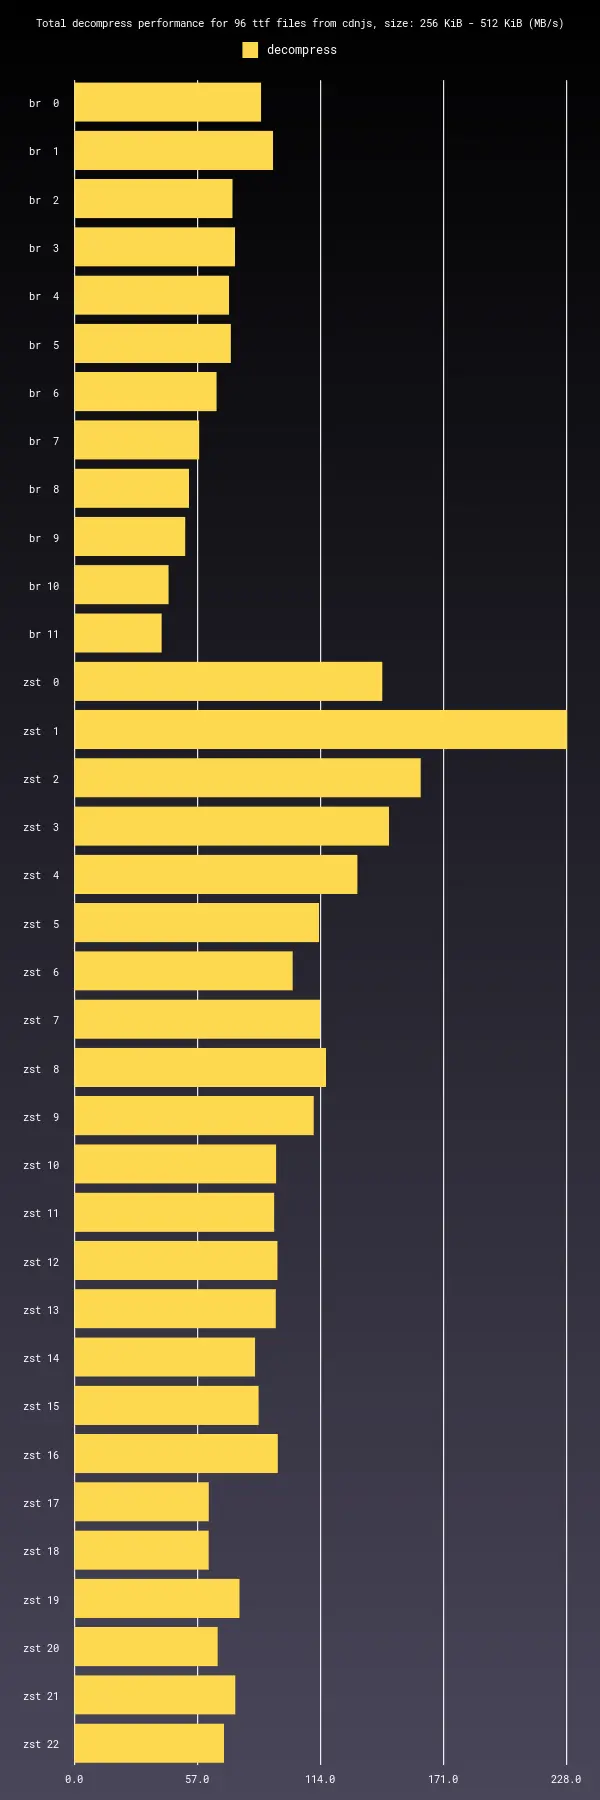 Total decompress performance for 96 ttf files from cdnjs, size: 256 KiB - 512 KiB (MB/s)
decompress
br 0
br 1
br 2
br 3
br 4
br 5
br 6
br 7
br 8
br 9
br 10
br 11
zst 0
zst 1
zst 2
zst 3
zst 4
zst 5
zst 6
zst 7
zst 8
zst 9
zst 10
zst 11
zst 12
zst 13
zst 14
zst 15
zst 16
zst 17
zst 18
zst 19
zst 20
zst 21
zst 22
0.0 57.0 114.0 171.0 228.0